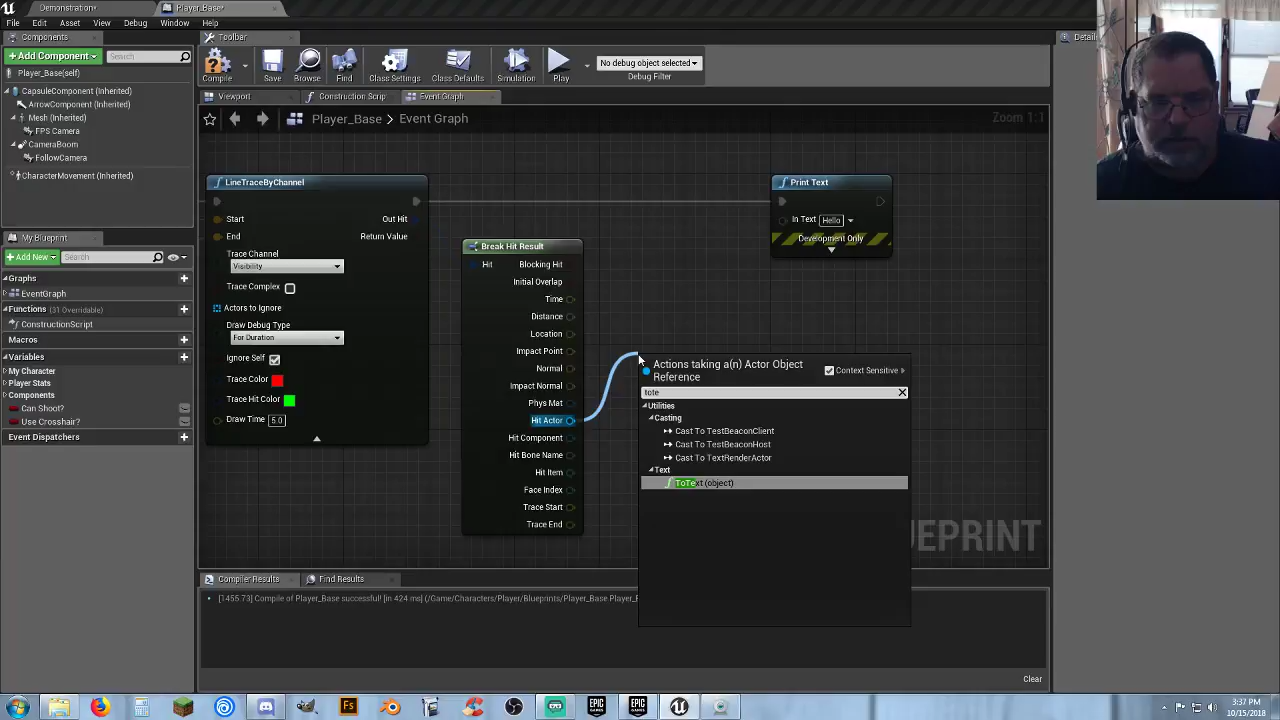 Demonstration*
Player_Base*
File Edit Asset View Debug Window Help
Components
Toolbar
Details
+ Add Component
Search
Player_Base(self)
CapsuleComponent (Inherited)
ArrowComponent (Inherited)
Mesh (Inherited)
FPS Camera
CameraBoom
FollowCamera
CharacterMovement (Inherited)
Compile
Save
Browse
Find
Class Settings
Class Defaults
Simulation
Play
No debug object selected
Debug Filter
Viewport
Construction Scrip
Event Graph
Player_Base
Event Graph
Zoom 1:1
My Blueprint
+ Add New
Search
Graphs
EventGraph
Functions (31 Overridable)
ConstructionScript
Macros
Variables
My Character
Player Stats
Components
Can Shoot?
Use Crosshair?
Event Dispatchers
LineTraceByChannel
Start
Out Hit
End
Return Value
Trace Channel
Visibility
Trace Complex
Actors to Ignore
Draw Debug Type
For Duration
Ignore Self
Trace Color
Trace Hit Color
Draw Time 5.0
Break Hit Result
Hit
Blocking Hit
Initial Overlap
Time
Distance
Location
Impact Point
Normal
Impact Normal
Phys Mat
Hit Actor
Hit Component
Hit Bone Name
Hit Item
Face Index
Trace Start
Trace End
Print Text
In Text Hello
Development Only
Actions taking a(n) Actor Object
Reference
Context Sensitive
tote
Utilities
Casting
Cast To TestBeaconClient
Cast To TestBeaconHost
Cast To TextRenderActor
Text
ToText (object)
EPRINT
Compiler Results
Find Results
[1455.73] Compile of Player_Base successful! [in 424 ms] (/Game/Characters/Player/Blueprints/Player_Base.Player_
Clear
3:37 PM
10/15/2018